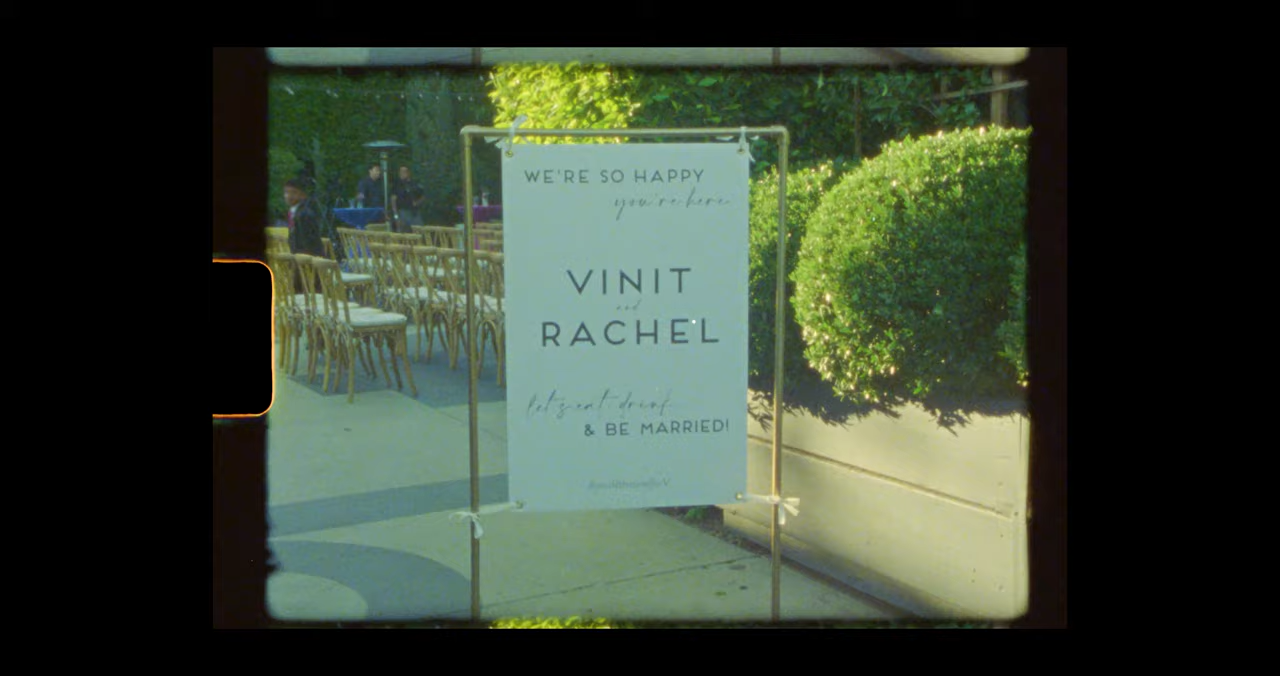 WE'RE SO HAPPY
you're here
VINIT
and
RACHEL
let's eat, drink
& BE MARRIED!